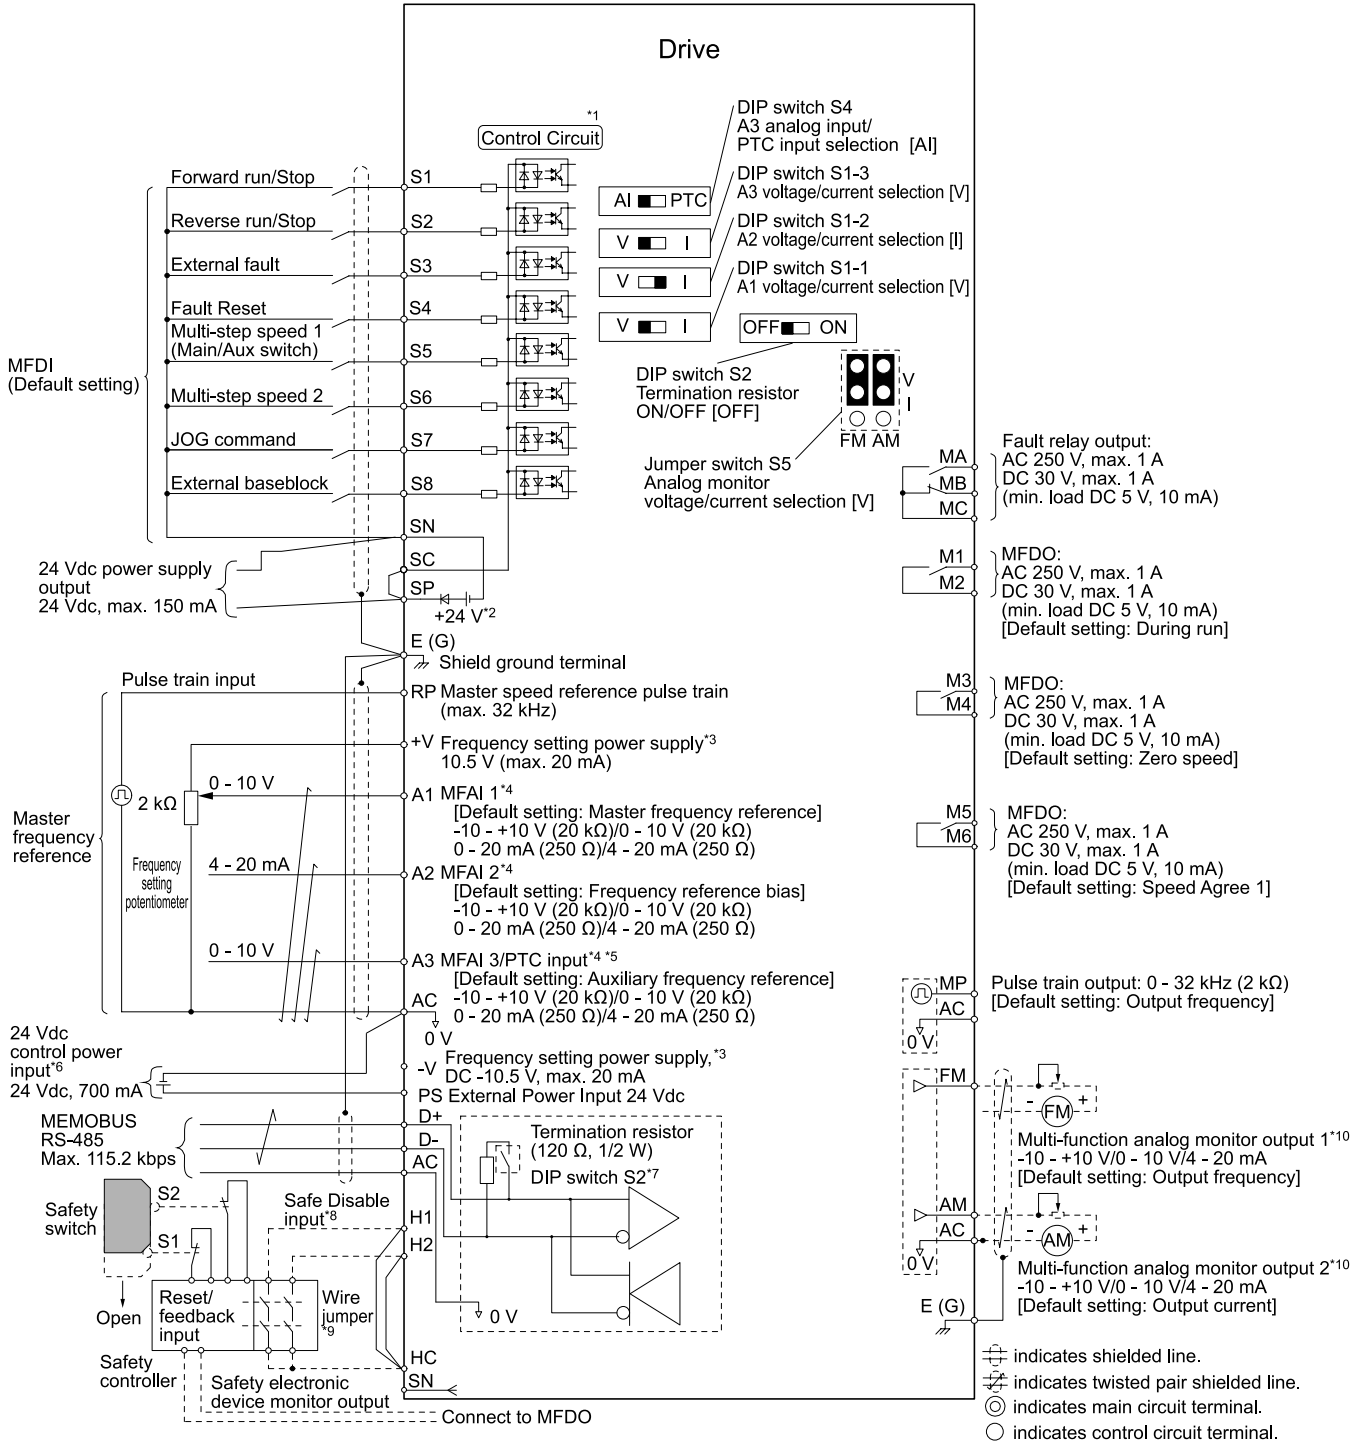 Drive
*1
Control Circuit
DIP switch S4
A3 analog input/
PTC input selection [AI]
DIP switch S1-3
A3 voltage/current selection [V]
DIP switch S1-2
A2 voltage/current selection [I]
DIP switch S1-1
A1 voltage/current selection [V]
AI PTC
V I
V I
V I
OFF ON
DIP switch S2
Termination resistor
ON/OFF [OFF]
V
I
FM AM
Jumper switch S5
Analog monitor
voltage/current selection [V]
MFDI
(Default setting)
Forward run/Stop
S1
Reverse run/Stop
S2
External fault
S3
Fault Reset
S4
Multi-step speed 1
(Main/Aux switch)
S5
Multi-step speed 2
S6
JOG command
S7
External baseblock
S8
SN
SC
SP
+24 V*2
24 Vdc power supply
output
24 Vdc, max. 150 mA
E (G)
Shield ground terminal
Pulse train input
RP Master speed reference pulse train
(max. 32 kHz)
+V Frequency setting power supply*3
10.5 V (max. 20 mA)
Master
frequency
reference
2 kΩ
Frequency
setting
potentiometer
0 - 10 V
A1 MFAI 1*4
[Default setting: Master frequency reference]
-10 - +10 V (20 kΩ)/0 - 10 V (20 kΩ)
0 - 20 mA (250 Ω)/4 - 20 mA (250 Ω)
4 - 20 mA
A2 MFAI 2*4
[Default setting: Frequency reference bias]
-10 - +10 V (20 kΩ)/0 - 10 V (20 kΩ)
0 - 20 mA (250 Ω)/4 - 20 mA (250 Ω)
0 - 10 V
A3 MFAI 3/PTC input*4 *5
[Default setting: Auxiliary frequency reference]
-10 - +10 V (20 kΩ)/0 - 10 V (20 kΩ)
0 - 20 mA (250 Ω)/4 - 20 mA (250 Ω)
AC
0 V
24 Vdc
control power
input*6
24 Vdc, 700 mA
-V Frequency setting power supply,*3
DC -10.5 V, max. 20 mA
PS External Power Input 24 Vdc
MEMOBUS
RS-485
Max. 115.2 kbps
D+
D-
AC
Termination resistor
(120 Ω, 1/2 W)
DIP switch S2*7
0 V
Safety
switch
S2
S1
Open
Safe Disable
input*8
H1
H2
Reset/
feedback
input
Wire
jumper
*9
Safety
controller
Safety electronic
device monitor output
HC
SN
Connect to MFDO
MA
MB
MC
Fault relay output:
AC 250 V, max. 1 A
DC 30 V, max. 1 A
(min. load DC 5 V, 10 mA)
M1
M2
MFDO:
AC 250 V, max. 1 A
DC 30 V, max. 1 A
(min. load DC 5 V, 10 mA)
[Default setting: During run]
M3
M4
MFDO:
AC 250 V, max. 1 A
DC 30 V, max. 1 A
(min. load DC 5 V, 10 mA)
[Default setting: Zero speed]
M5
M6
MFDO:
AC 250 V, max. 1 A
DC 30 V, max. 1 A
(min. load DC 5 V, 10 mA)
[Default setting: Speed Agree 1]
MP
AC
0 V
Pulse train output: 0 - 32 kHz (2 kΩ)
[Default setting: Output frequency]
FM
- +
FM
Multi-function analog monitor output 1*10
-10 - +10 V/0 - 10 V/4 - 20 mA
[Default setting: Output frequency]
AM
AC
0 V
- +
AM
Multi-function analog monitor output 2*10
-10 - +10 V/0 - 10 V/4 - 20 mA
[Default setting: Output current]
E (G)
indicates shielded line.
indicates twisted pair shielded line.
indicates main circuit terminal.
indicates control circuit terminal.